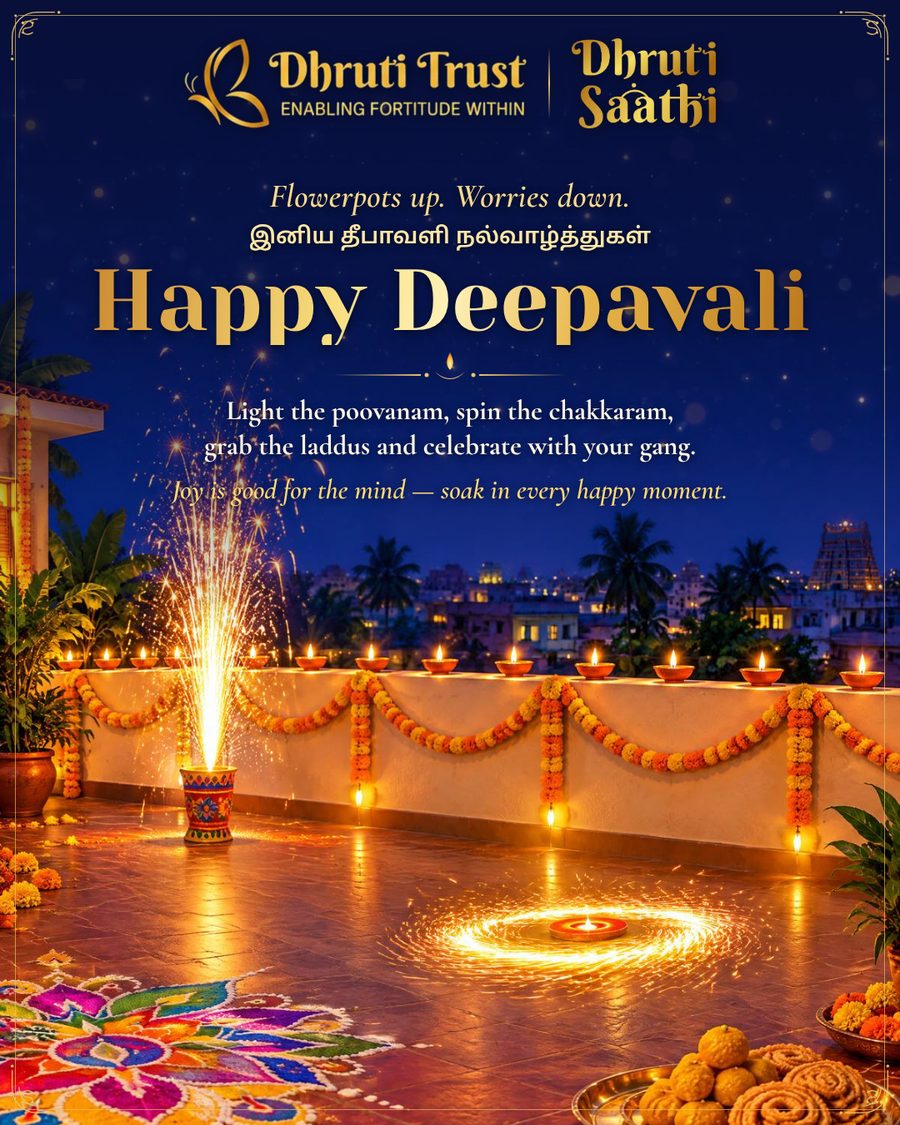 Dhruti Trust
ENABLING FORTITUDE WITHIN
Dhruti
Saathi
Flowerpots up. Worries down.
இனிய தீபாவளி நல்வாழ்த்துகள்
Happy Deepavali
Light the poovanam, spin the chakkaram,
grab the laddus and celebrate with your gang.
Joy is good for the mind — soak in every happy moment.